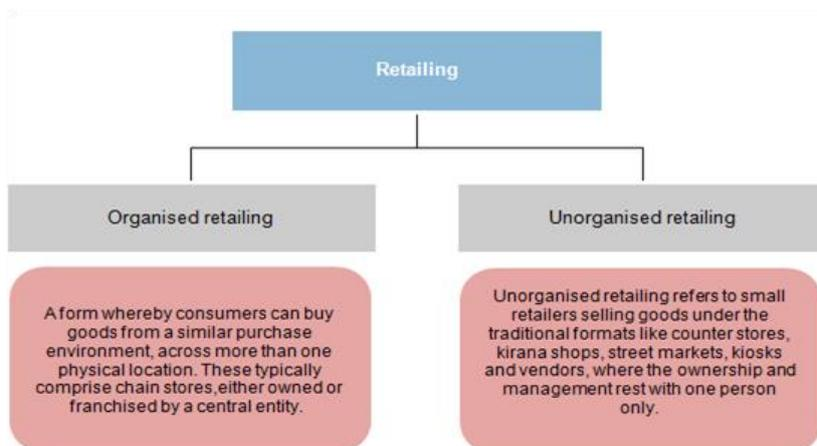 Retailing
Organised retailing
Unorganised retailing
A form whereby consumers can buy
goods from a similar purchase
environment, across more than one
physical location. These typically
comprise chain stores,either owned or
franchised by a central entity.
Unorganised retailing refers to small
retailers selling goods under the
traditional formats like counter stores,
kirana shops, street markets, kiosks
and vendors, where the ownership and
management rest with one person
only.